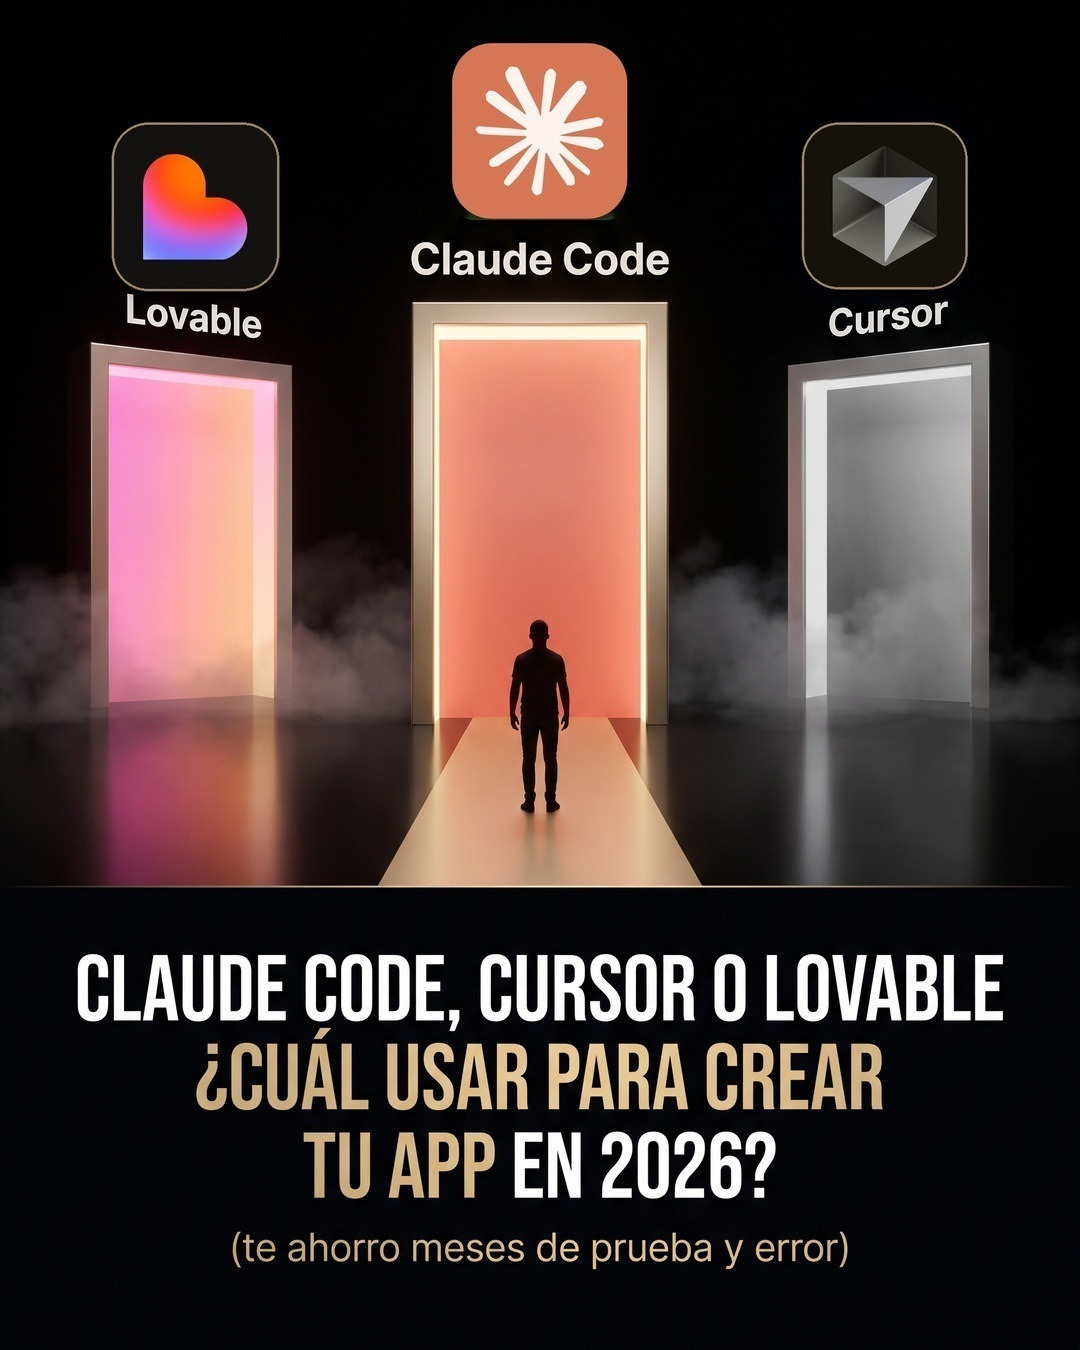 Claude Code
Lovable
Cursor
CLAUDE CODE, CURSOR O LOVABLE
¿CUÁL USAR PARA CREAR
TU APP EN 2026?
(te ahorro meses de prueba y error)